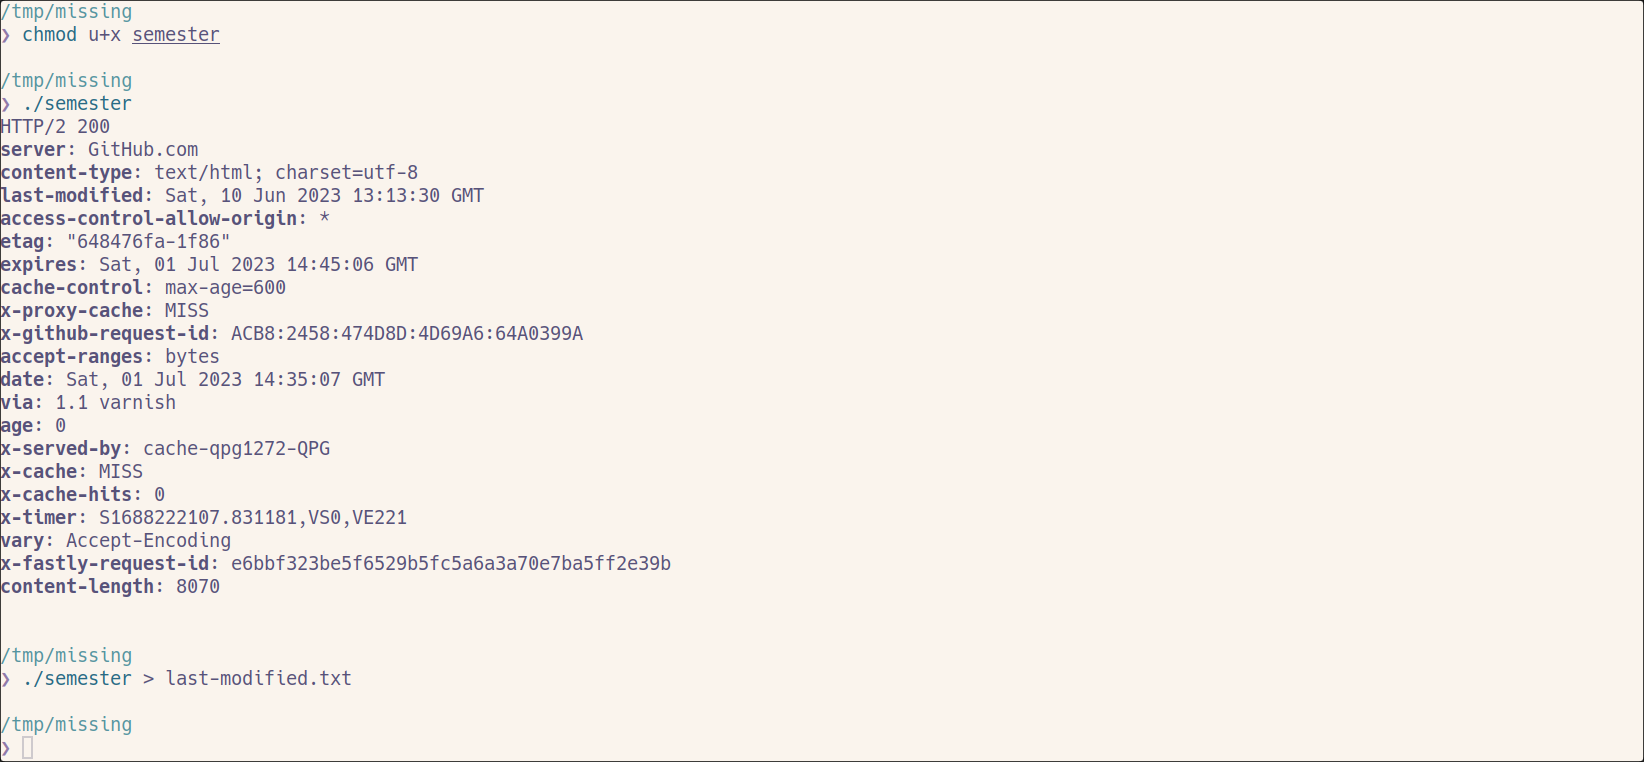 /tmp/missing
❯ chmod u+x semester
/tmp/missing
❯ ./semester
HTTP/2 200
server: GitHub.com
content-type: text/html; charset=utf-8
last-modified: Sat, 10 Jun 2023 13:13:30 GMT
access-control-allow-origin: *
etag: "648476fa-1f86"
expires: Sat, 01 Jul 2023 14:45:06 GMT
cache-control: max-age=600
x-proxy-cache: MISS
x-github-request-id: ACB8:2458:474D8D:4D69A6:64A0399A
accept-ranges: bytes
date: Sat, 01 Jul 2023 14:35:07 GMT
via: 1.1 varnish
age: 0
x-served-by: cache-qpg1272-QPG
x-cache: MISS
x-cache-hits: 0
x-timer: S1688222107.831181,VS0,VE221
vary: Accept-Encoding
x-fastly-request-id: e6bbf323be5f6529b5fc5a6a3a70e7ba5ff2e39b
content-length: 8070
/tmp/missing
❯ ./semester > last-modified.txt
/tmp/missing
❯